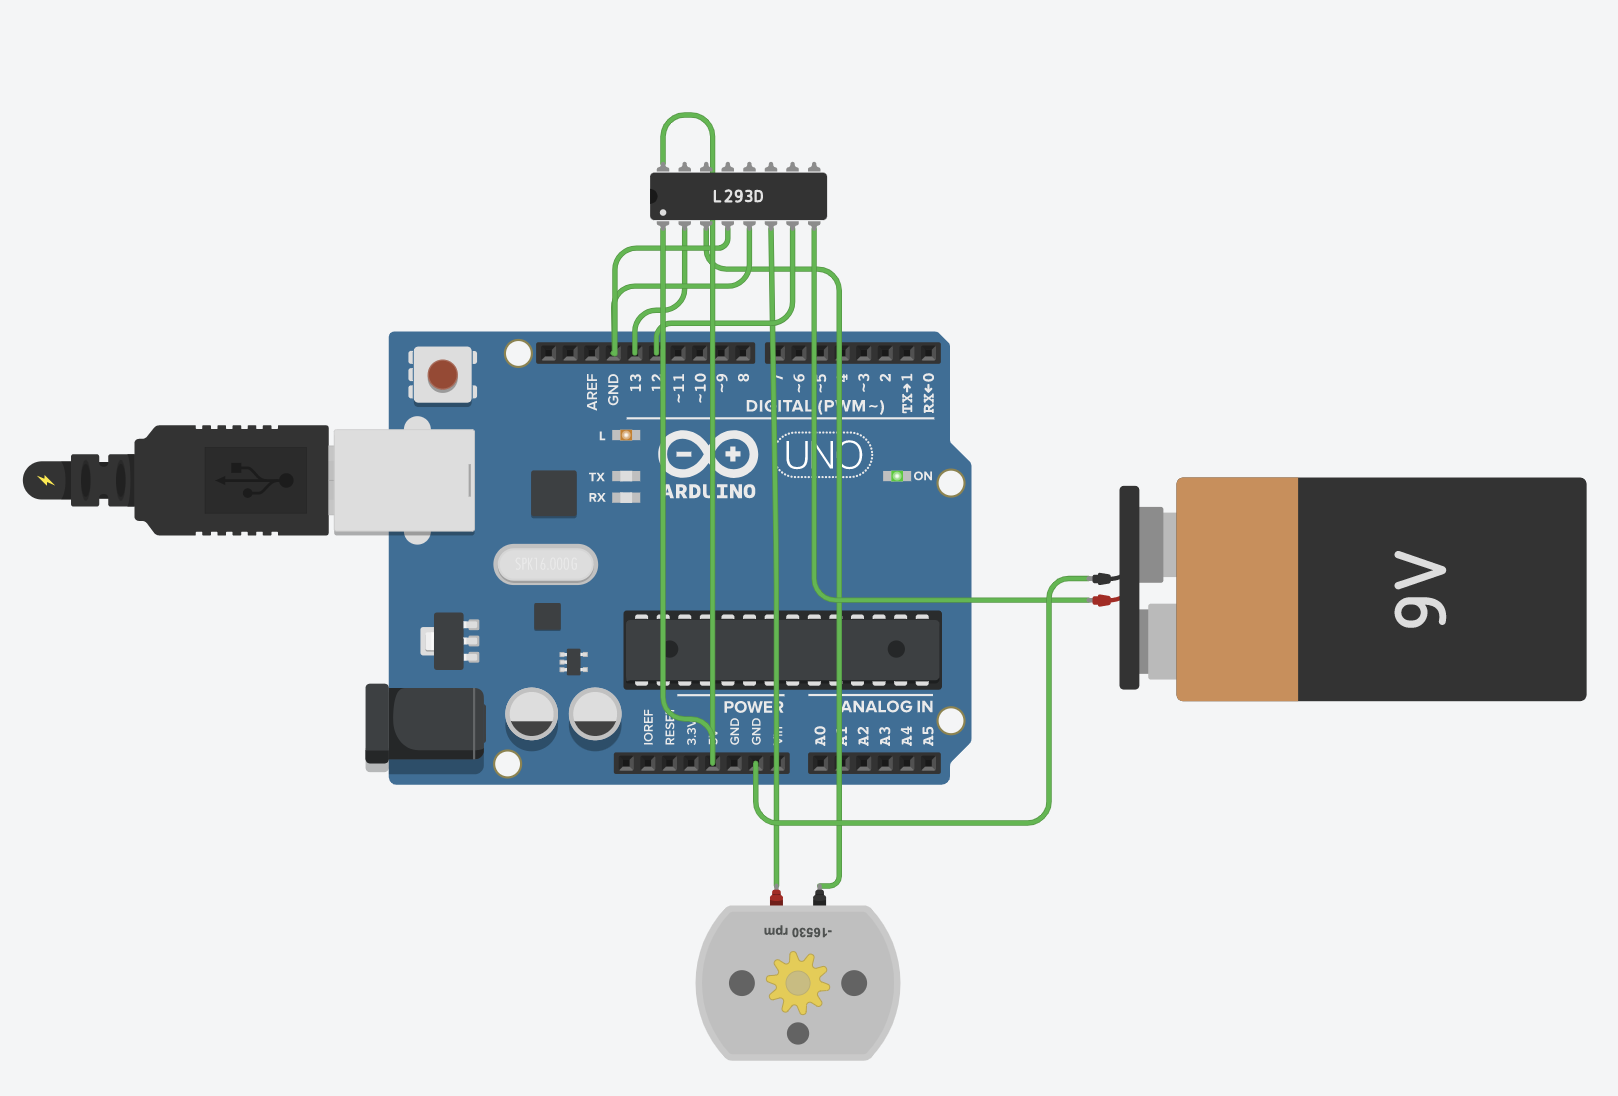 L293D
AREF
GND
13
12
~11
~10
~9
8
7
~6
~5
4
~3
2
TX→1
RX←0
DIGITAL (PWM~)
L
TX
RX
ARDUINO
UNO
ON
SPK16.000G
9V
POWER
ANALOG IN
IOREF
RESET
3.3V
5V
GND
GND
Vin
A0
A1
A2
A3
A4
A5
-16530 rpm